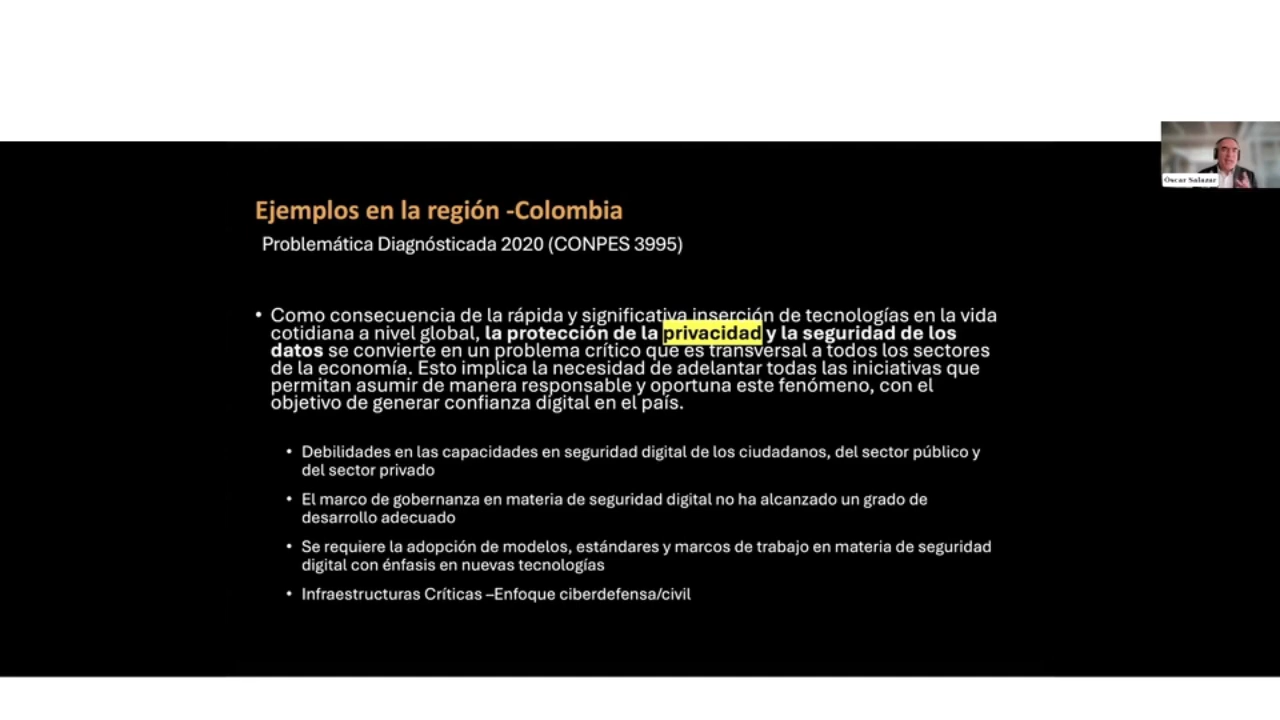 Óscar Salazar
Ejemplos en la región -Colombia
Problemática Diagnósticada 2020 (CONPES 3995)
• Como consecuencia de la rápida y significativa inserción de tecnologías en la vida
cotidiana a nivel global, la protección de la privacidad y la seguridad de los
datos se convierte en un problema crítico que es transversal a todos los sectores
de la economía. Esto implica la necesidad de adelantar todas las iniciativas que
permitan asumir de manera responsable y oportuna este fenómeno, con el
objetivo de generar confianza digital en el país.
• Debilidades en las capacidades en seguridad digital de los ciudadanos, del sector público y
del sector privado
• El marco de gobernanza en materia de seguridad digital no ha alcanzado un grado de
desarrollo adecuado
• Se requiere la adopción de modelos, estándares y marcos de trabajo en materia de seguridad
digital con énfasis en nuevas tecnologías
• Infraestructuras Críticas –Enfoque ciberdefensa/civil